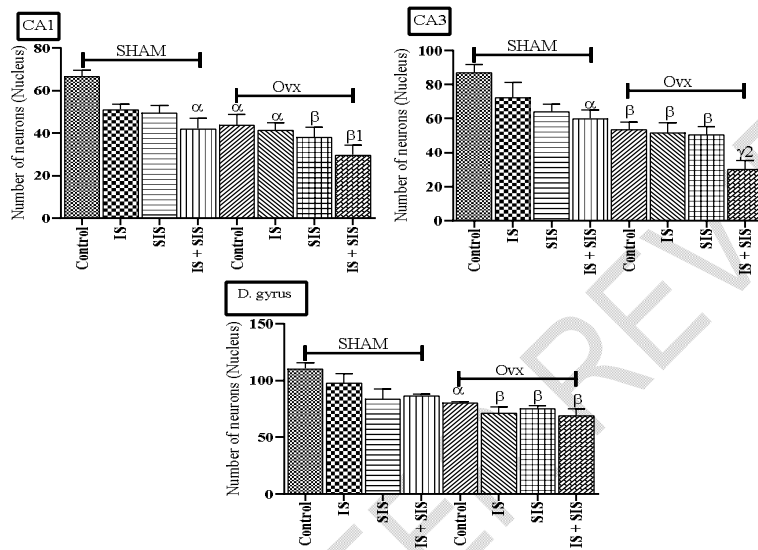 CA1
Number of neurons (Nucleus)
80
60
40
20
0
SHAM
Ovx
α
α
α
β
β1
Control
IS
SIS
IS + SIS
Control
IS
SIS
IS + SIS
CA3
Number of neurons (Nucleus)
100
80
60
40
20
0
SHAM
Ovx
α
β
β
β
γ2
Control
IS
SIS
IS + SIS
Control
IS
SIS
IS + SIS
D. gyrus
Number of neurons (Nucleus)
150
100
50
0
SHAM
Ovx
α
β
β
β
Control
IS
SIS
IS + SIS
Control
IS
SIS
IS + SIS